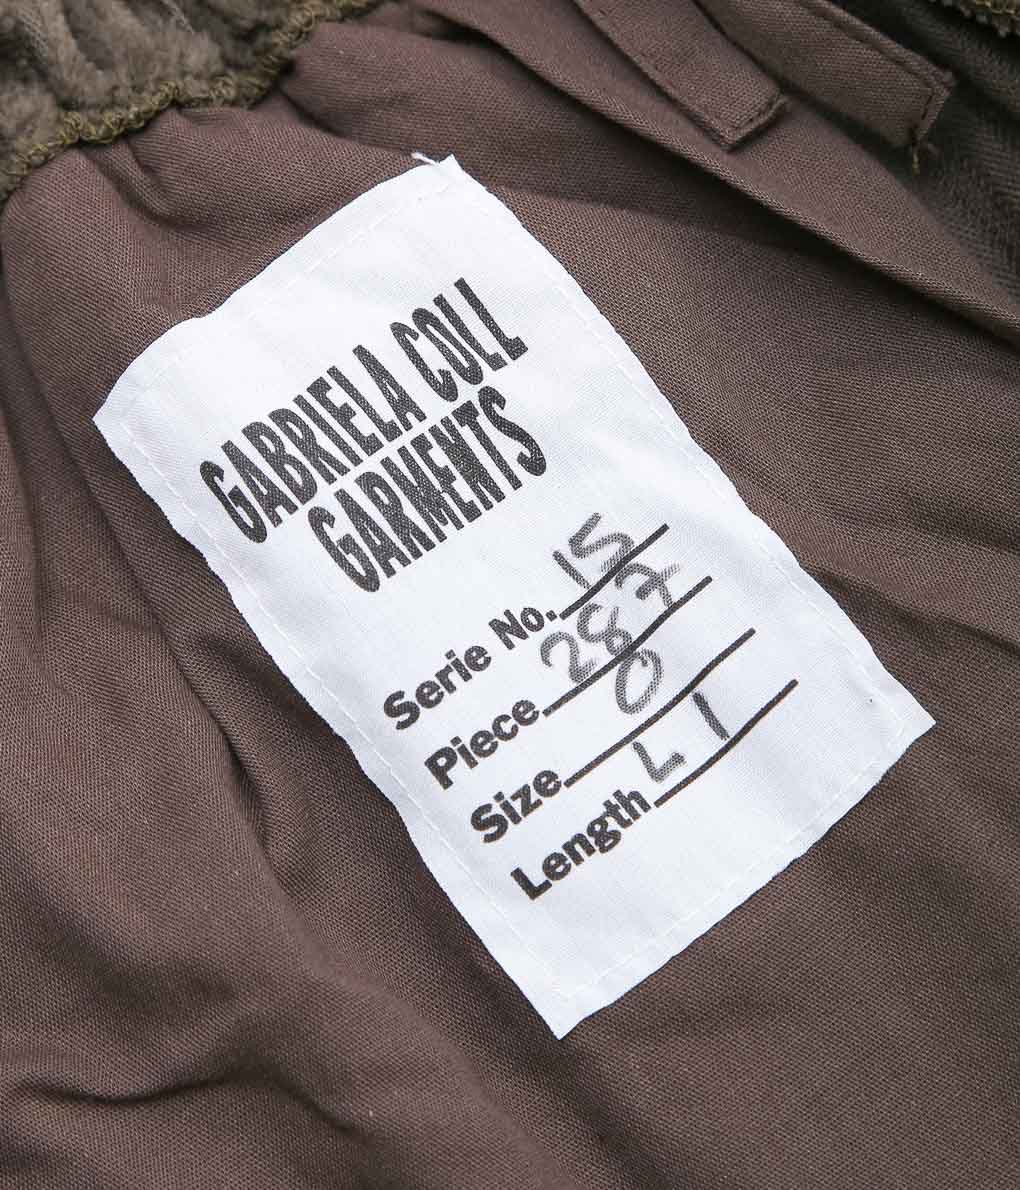 GABRIELA COLL
GARMENTS
Serie No. 15
Piece 287
Size 0
Length L1